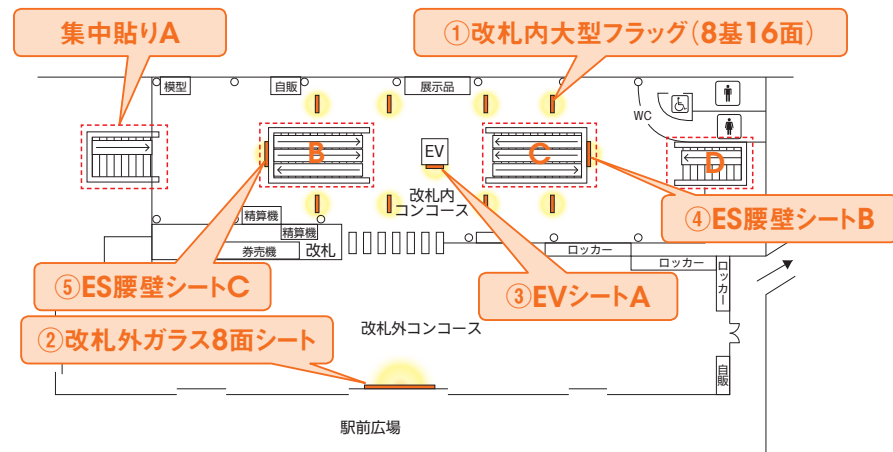 集中貼りA
①改札内大型フラッグ(8基16面)
模型
自販
展示品
WC
B
EV
C
D
改札内
コンコース
精算機
精算機
券売機
改札
ロッカー
ロッカー
ロッカー
④ES腰壁シートB
⑤ES腰壁シートC
③EVシートA
改札外コンコース
②改札外ガラス8面シート
自販
駅前広場